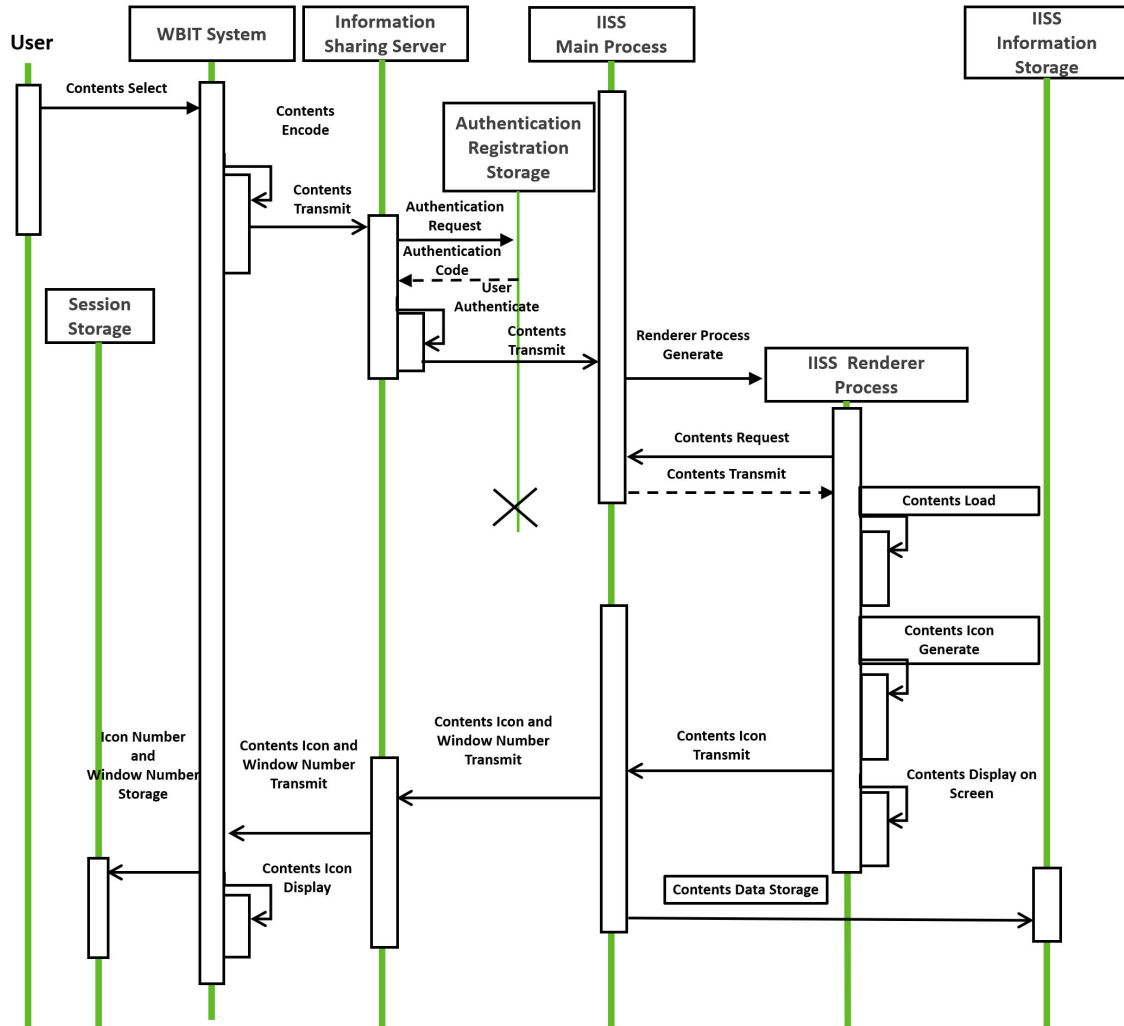 User
WBIT System
Information
Sharing Server
IISS
Main Process
IISS
Information
Storage
Contents Select
Contents
Encode
Authentication
Registration
Storage
Contents
Transmit
Authentication
Request
Authentication
Code
User
Authenticate
Session
Storage
Contents
Transmit
Renderer Process
Generate
IISS Renderer
Process
Contents Request
Contents Transmit
Contents Load
Contents Icon
Generate
Contents Icon
Transmit
Contents Icon and
Window Number
Transmit
Contents Icon and
Window Number
Transmit
Icon Number
and
Window Number
Storage
Contents Display on
Screen
Contents Icon
Display
Contents Data Storage